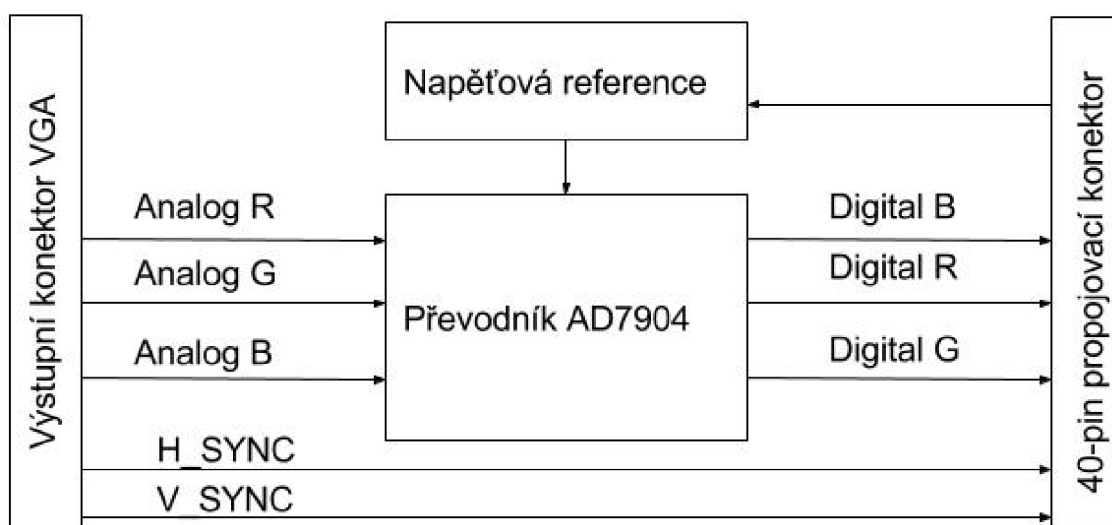 Výstupní konektor VGA
Napěťová reference
40-pin propojovací konektor
Analog R
Digital B
Analog G
Digital R
Převodník AD7904
Analog B
Digital G
H_SYNC
V_SYNC